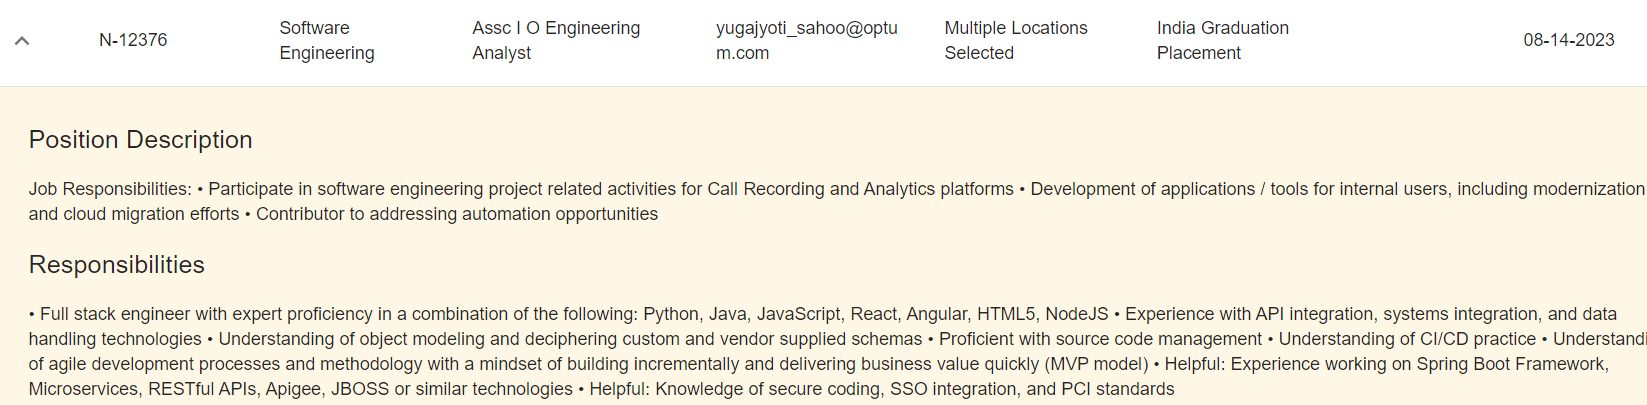 N-12376
Software
Engineering
Assc I O Engineering
Analyst
yugajyoti_sahoo@optu
m.com
Multiple Locations
Selected
India Graduation
Placement
08-14-2023
Position Description
Job Responsibilities: • Participate in software engineering project related activities for Call Recording and Analytics platforms • Development of applications / tools for internal users, including modernization
and cloud migration efforts • Contributor to addressing automation opportunities
Responsibilities
• Full stack engineer with expert proficiency in a combination of the following: Python, Java, JavaScript, React, Angular, HTML5, NodeJS • Experience with API integration, systems integration, and data
handling technologies • Understanding of object modeling and deciphering custom and vendor supplied schemas • Proficient with source code management • Understanding of CI/CD practice • Understandi
of agile development processes and methodology with a mindset of building incrementally and delivering business value quickly (MVP model) • Helpful: Experience working on Spring Boot Framework,
Microservices, RESTful APIs, Apigee, JBOSS or similar technologies • Helpful: Knowledge of secure coding, SSO integration, and PCI standards